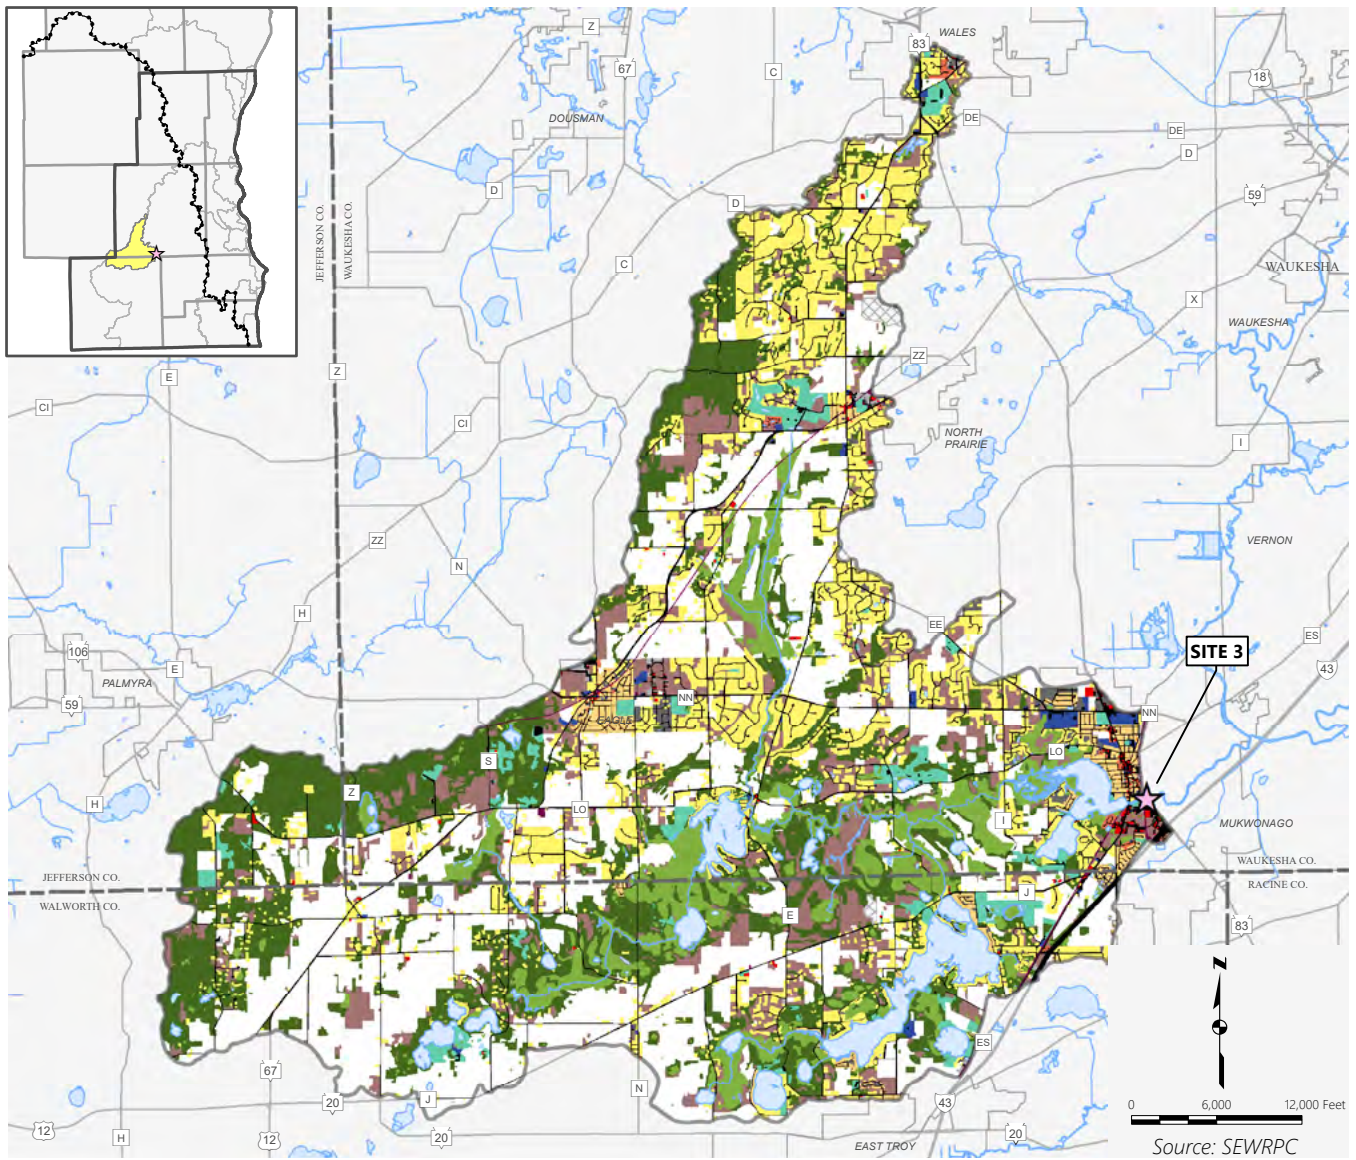 WALES
83
Z
67
C
18
DOUSMAN
DE
DE
D
D
59
D
JEFFERSON CO.
WAUKESHA CO.
C
WAUKESHA
X
WAUKESHA
ZZ
E
Z
CI
CI
NORTH
PRAIRIE
I
ZZ
VERNON
N
H
EE
ES
SITE 3
43
106
E
PALMYRA
59
NN
NN
EAGLE
LO
S
Z
H
LO
I
MUKWONAGO
WAUKESHA CO.
RACINE CO.
JEFFERSON CO.
WALWORTH CO.
J
E
83
N
ES
67
N
J
20
43
12
H
12
20
20
EAST TROY
0 6,000 12,000 Feet
Source: SEWRPC